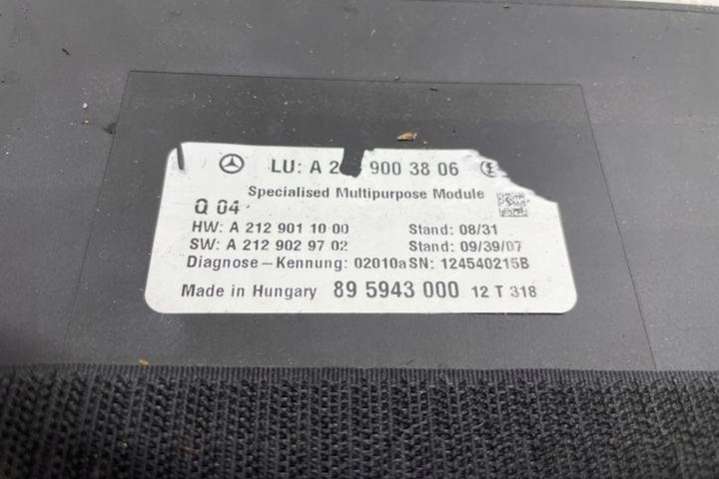 LU: A 2 900 38 06
Specialised Multipurpose Module
Q 04
HW: A 212 901 10 00 Stand: 08/31
SW: A 212 902 97 02 Stand: 09/39/07
Diagnose – Kennung: 02010a SN: 124540215B
Made in Hungary 89 5943 000 12 T 318